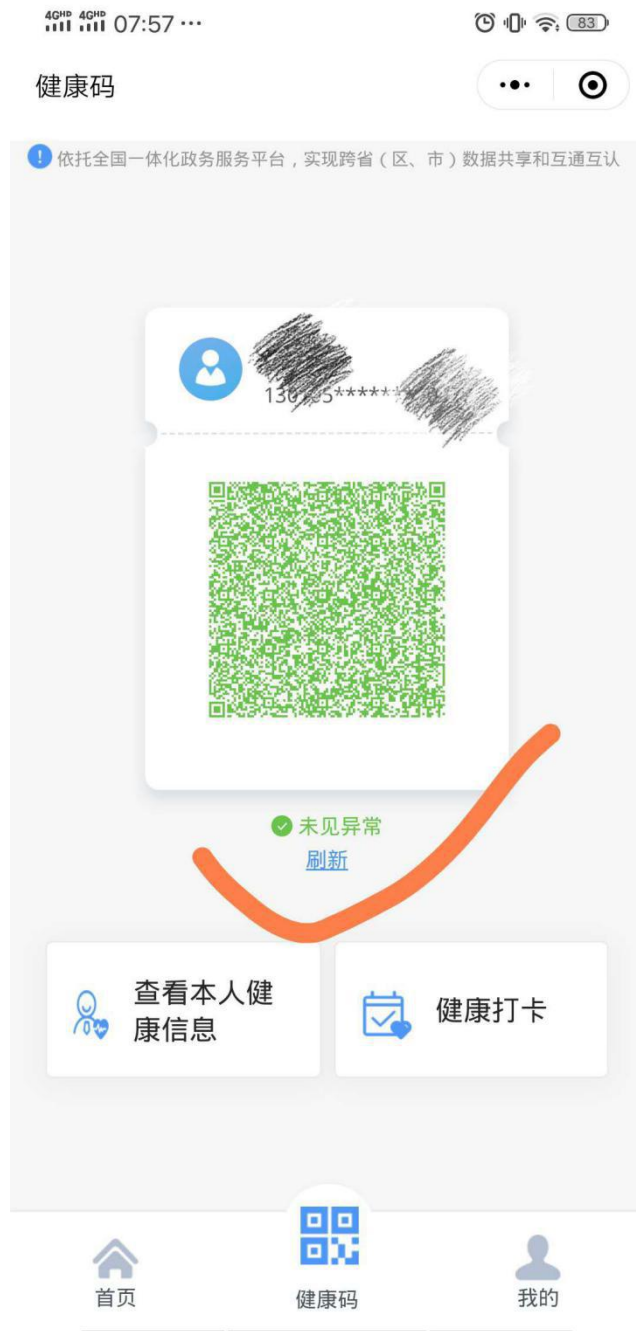 4GHD 4GHD 07:57 ··· 83
健康码
依托全国一体化政务服务平台，实现跨省（区、市）数据共享和互通互认
未见异常
刷新
查看本人健
康信息
健康打卡
首页 健康码 我的